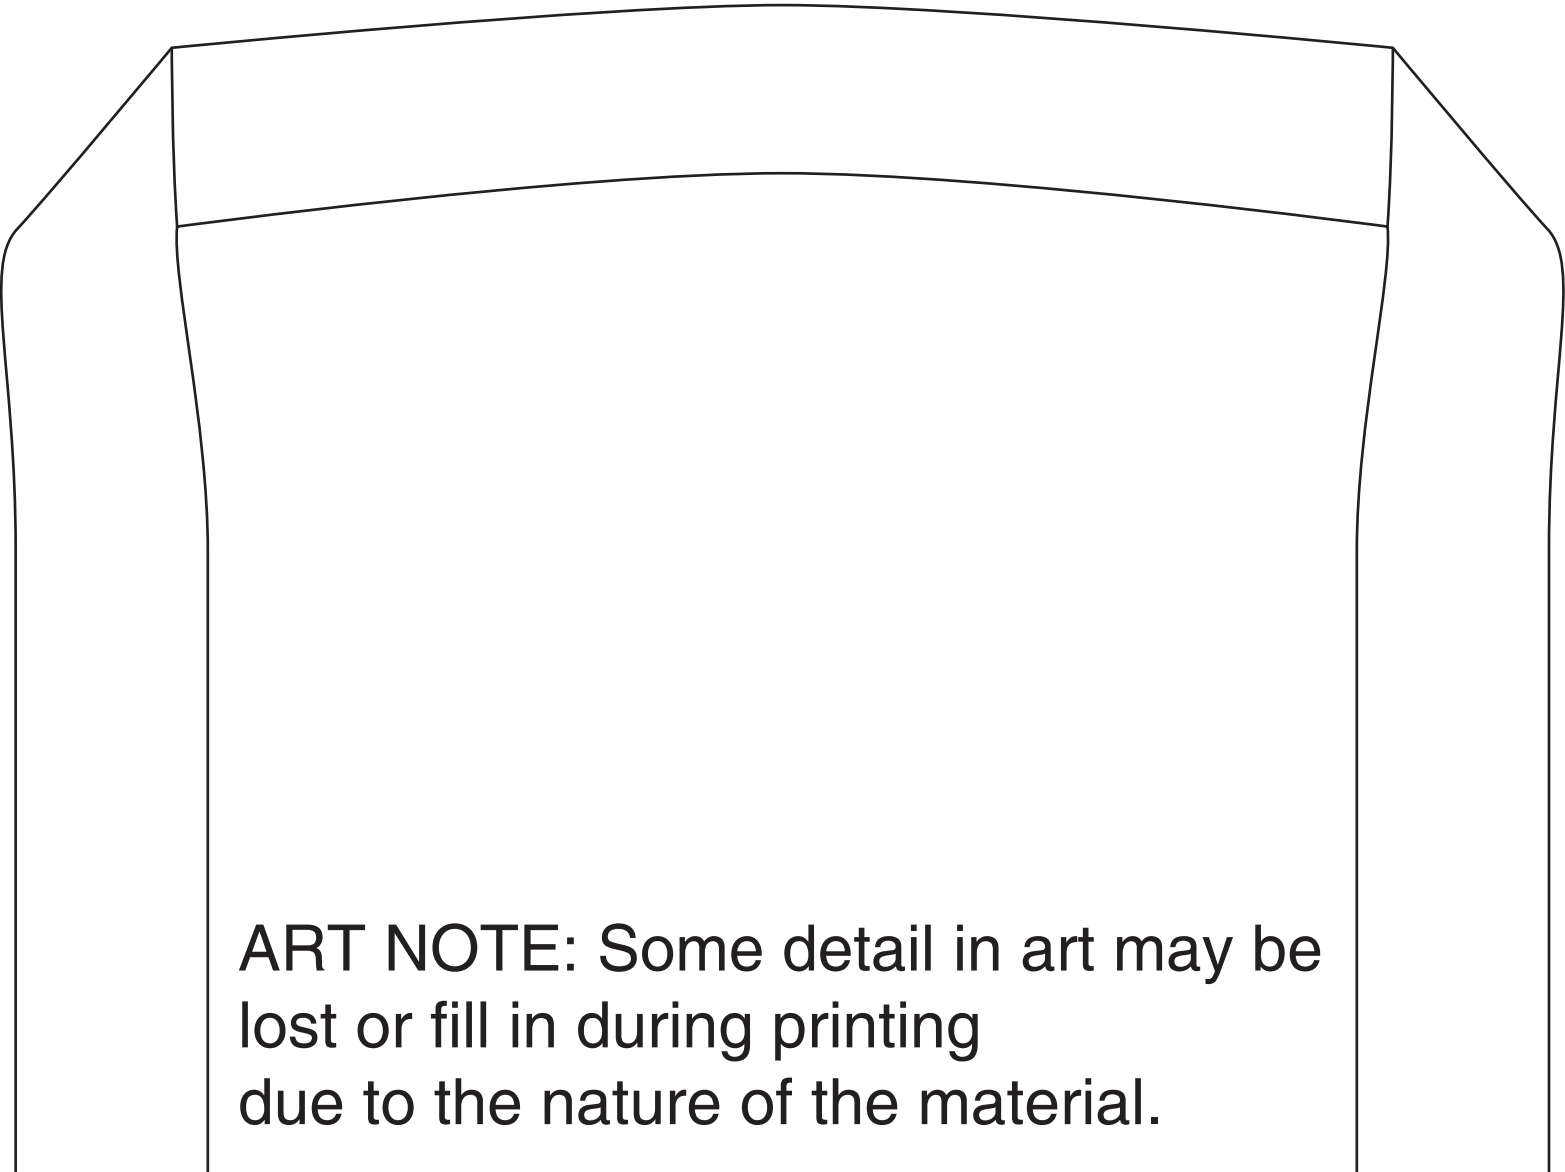 ART NOTE: Some detail in art may be
lost or fill in during printing
due to the nature of the material.